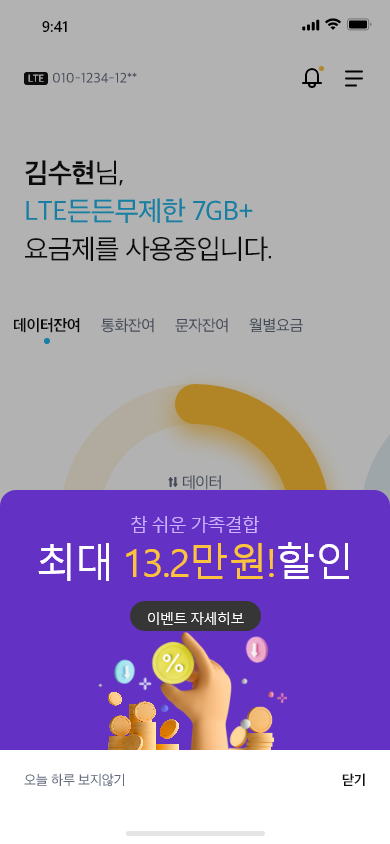 9:41
LTE 010-1234-12**
김수현님,
LTE든든무제한 7GB+
요금제를 사용중입니다.
데이터잔여 통화잔여 문자잔여 월별요금
데이터
참 쉬운 가족결합
최대 13.2만원!할인
이벤트 자세히보
%
오늘 하루 보지않기 닫기